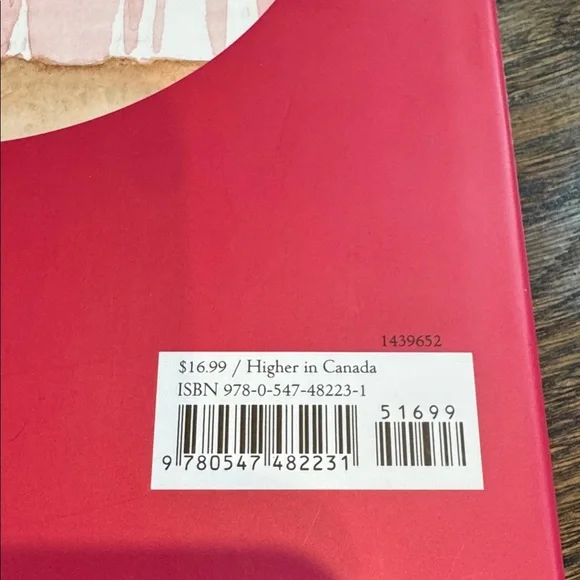 1439652
$16.99 / Higher in Canada
ISBN 978-0-547-48223-1
51699
9 780547 482231